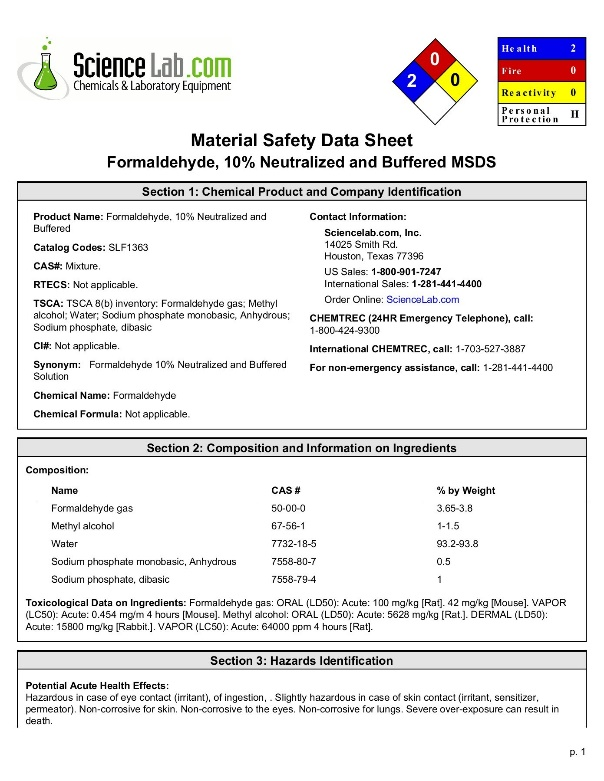 Science Lab.com
Chemicals & Laboratory Equipment
0
2
0
Health 2
Fire 0
Reactivity 0
Personal
Protection H
Material Safety Data Sheet
Formaldehyde, 10% Neutralized and Buffered MSDS
Section 1: Chemical Product and Company Identification
Product Name: Formaldehyde, 10% Neutralized and
Buffered
Catalog Codes: SLF1363
CAS#: Mixture.
RTECS: Not applicable.
TSCA: TSCA 8(b) inventory: Formaldehyde gas; Methyl
alcohol; Water; Sodium phosphate monobasic, Anhydrous;
Sodium phosphate, dibasic
CI#: Not applicable.
Synonym: Formaldehyde 10% Neutralized and Buffered
Solution
Chemical Name: Formaldehyde
Chemical Formula: Not applicable.
Contact Information:
Sciencelab.com, Inc.
14025 Smith Rd.
Houston, Texas 77396
US Sales: 1-800-901-7247
International Sales: 1-281-441-4400
Order Online: ScienceLab.com
CHEMTREC (24HR Emergency Telephone), call:
1-800-424-9300
International CHEMTREC, call: 1-703-527-3887
For non-emergency assistance, call: 1-281-441-4400
Section 2: Composition and Information on Ingredients
Composition:
Name CAS # % by Weight
Formaldehyde gas 50-00-0 3.65-3.8
Methyl alcohol 67-56-1 1-1.5
Water 7732-18-5 93.2-93.8
Sodium phosphate monobasic, Anhydrous 7558-80-7 0.5
Sodium phosphate, dibasic 7558-79-4 1
Toxicological Data on Ingredients: Formaldehyde gas: ORAL (LD50): Acute: 100 mg/kg [Rat]. 42 mg/kg [Mouse]. VAPOR
(LC50): Acute: 0.454 mg/m 4 hours [Mouse]. Methyl alcohol: ORAL (LD50): Acute: 5628 mg/kg [Rat.]. DERMAL (LD50):
Acute: 15800 mg/kg [Rabbit.]. VAPOR (LC50): Acute: 64000 ppm 4 hours [Rat].
Section 3: Hazards Identification
Potential Acute Health Effects:
Hazardous in case of eye contact (irritant), of ingestion, . Slightly hazardous in case of skin contact (irritant, sensitizer,
permeator). Non-corrosive for skin. Non-corrosive to the eyes. Non-corrosive for lungs. Severe over-exposure can result in
death.
p. 1